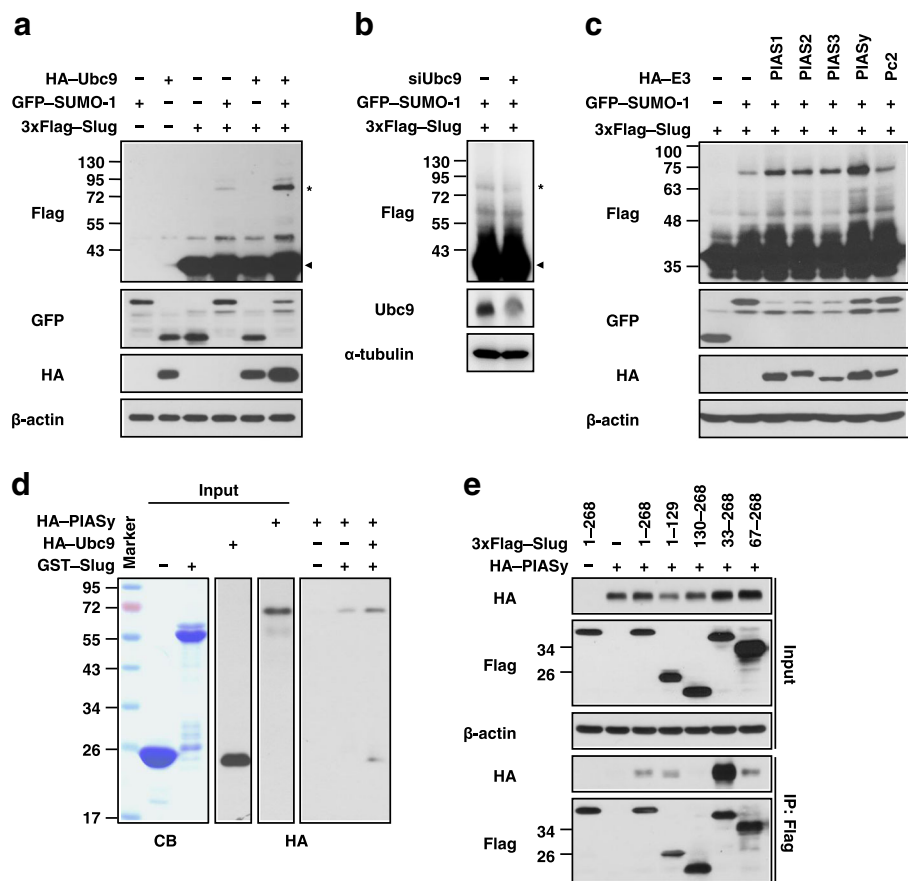 a
HA–Ubc9 – + – – + +
GFP–SUMO-1 + – – + – +
3xFlag–Slug – – + + + +
130
95
72
55
43
Flag
*
GFP
HA
β-actin
b
siUbc9 – +
GFP–SUMO-1 + +
3xFlag–Slug + +
130
95
72
55
43
*
Ubc9
α-tubulin
c
HA–E3 – – PIAS1 PIAS2 PIAS3 PIASy Pc2
GFP–SUMO-1 – + + + + + +
3xFlag–Slug + + + + + + +
100
75
63
48
35
Flag
GFP
HA
β-actin
d
Input
HA–PIASy + + + +
HA–Ubc9 + – – +
GST–Slug – + – + +
Marker
95
72
55
43
34
26
17
CB
HA
e
3xFlag–Slug 1–268 – 1–268 1–129 130–268 33–268 67–268
HA–PIASy – + + + + + +
HA
Flag
34
26
β-actin
Input
HA
Flag
34
26
IP: Flag